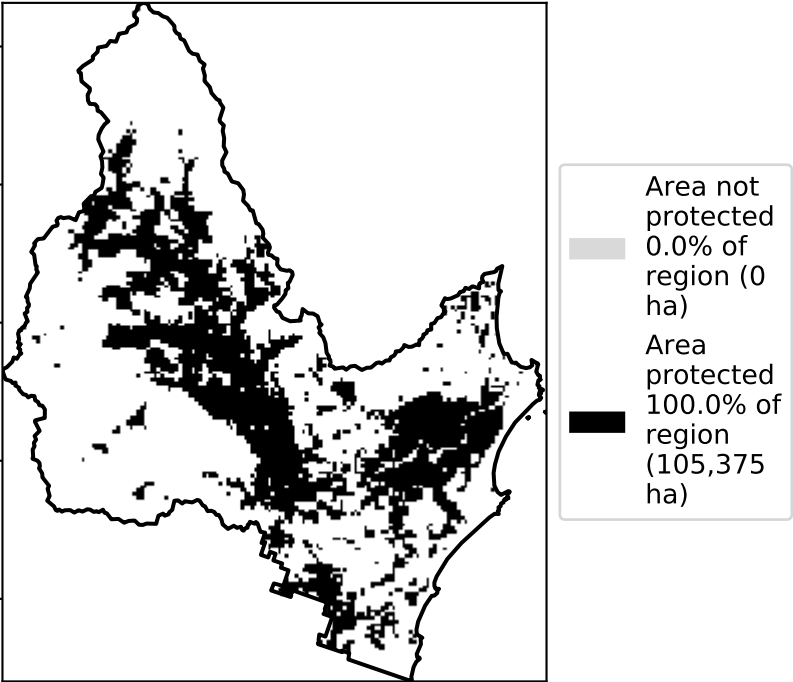 Area not
protected
0.0% of
region (0
ha)
Area
protected
100.0% of
region
(105,375
ha)